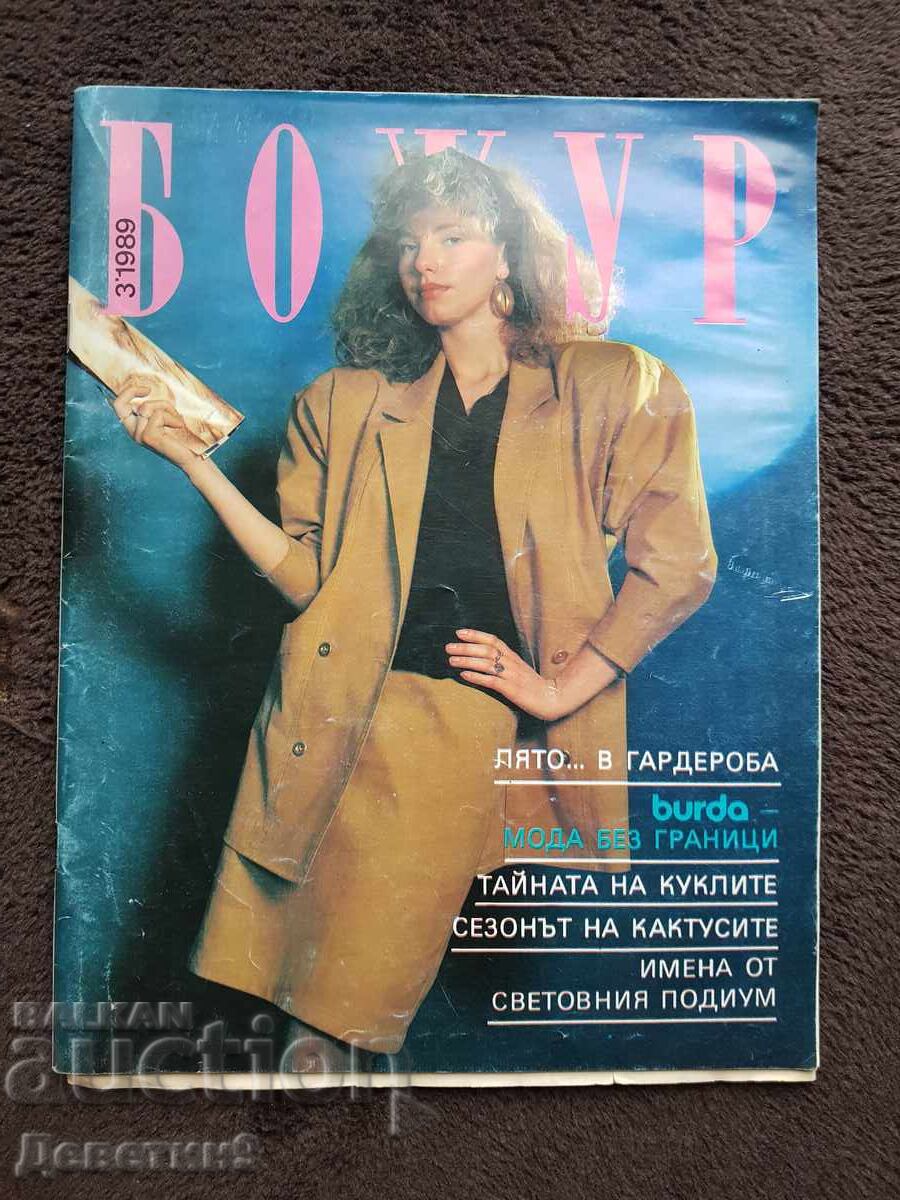 БОЖУР
3'1989
ЛЯТО... В ГАРДЕРОБА
burda –
МОДА БЕЗ ГРАНИЦИ
ТАЙНАТА НА КУКЛИТЕ
СЕЗОНЪТ НА КАКТУСИТЕ
ИМЕНА ОТ
СВЕТОВНИЯ ПОДИУМ
BALKAN
auction
Деветин9